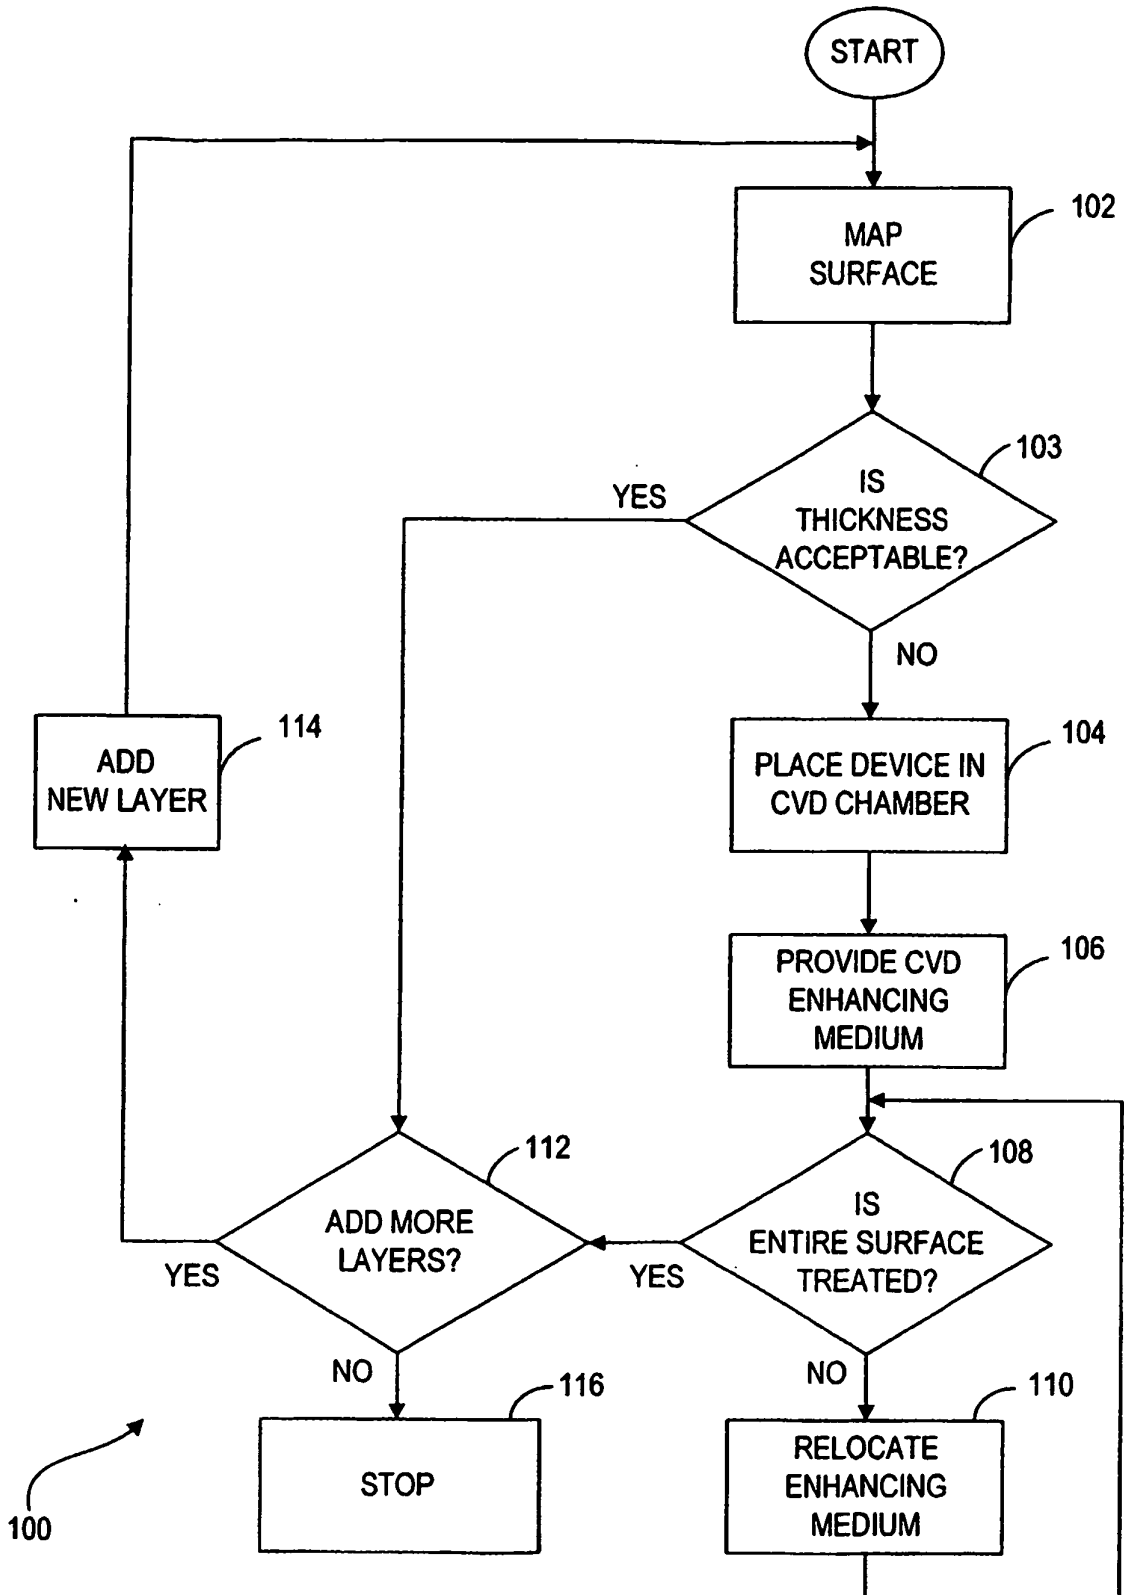 START
102
MAP
SURFACE
103
IS
THICKNESS
ACCEPTABLE?
YES
NO
114
ADD
NEW LAYER
104
PLACE DEVICE IN
CVD CHAMBER
106
PROVIDE CVD
ENHANCING
MEDIUM
112
ADD MORE
LAYERS?
YES
108
IS
ENTIRE SURFACE
TREATED?
YES
NO
NO
116
STOP
110
RELOCATE
ENHANCING
MEDIUM
100